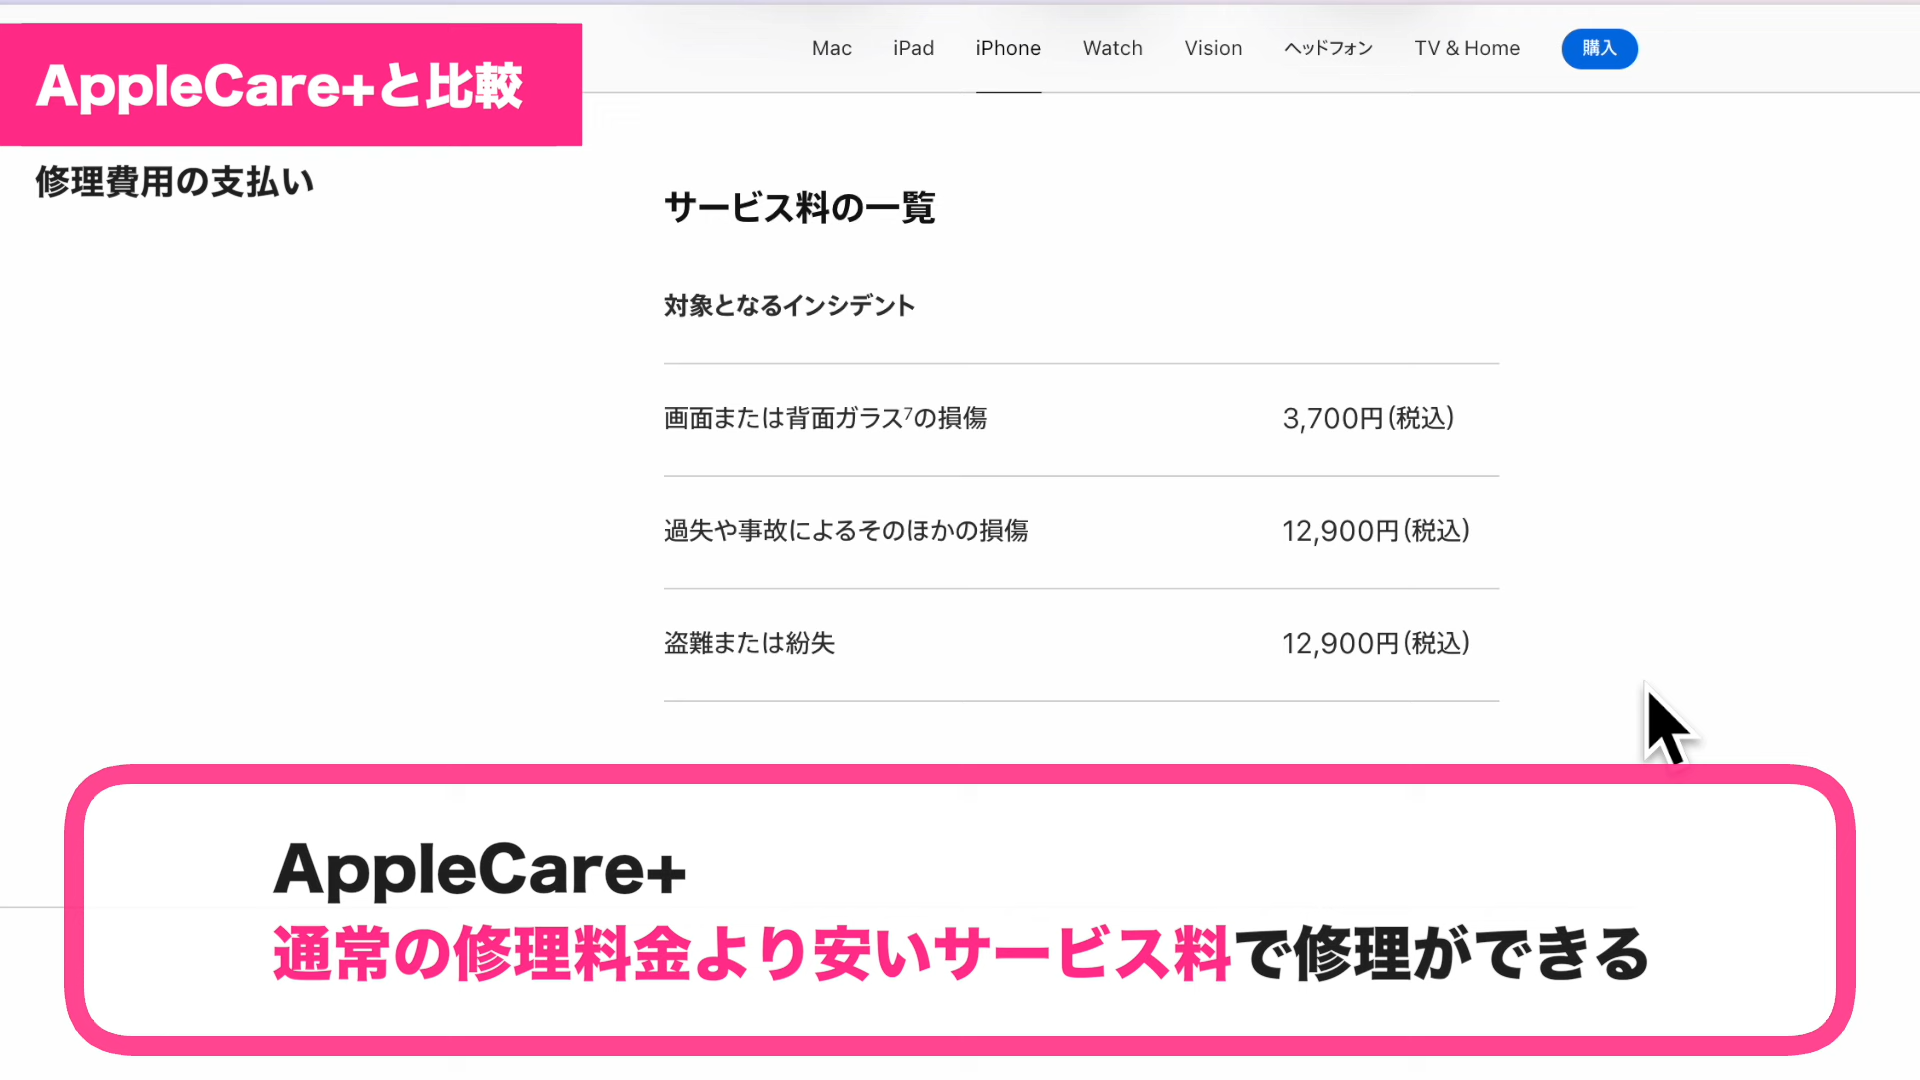 AppleCare+と比較
修理費用の支払い
Mac iPad iPhone Watch Vision ヘッドフォン TV & Home 購入
サービス料の一覧
対象となるインシデント
画面または背面ガラス⁷の損傷 3,700円(税込)
過失や事故によるそのほかの損傷 12,900円(税込)
盗難または紛失 12,900円(税込)
AppleCare+
通常の修理料金より安いサービス料で修理ができる